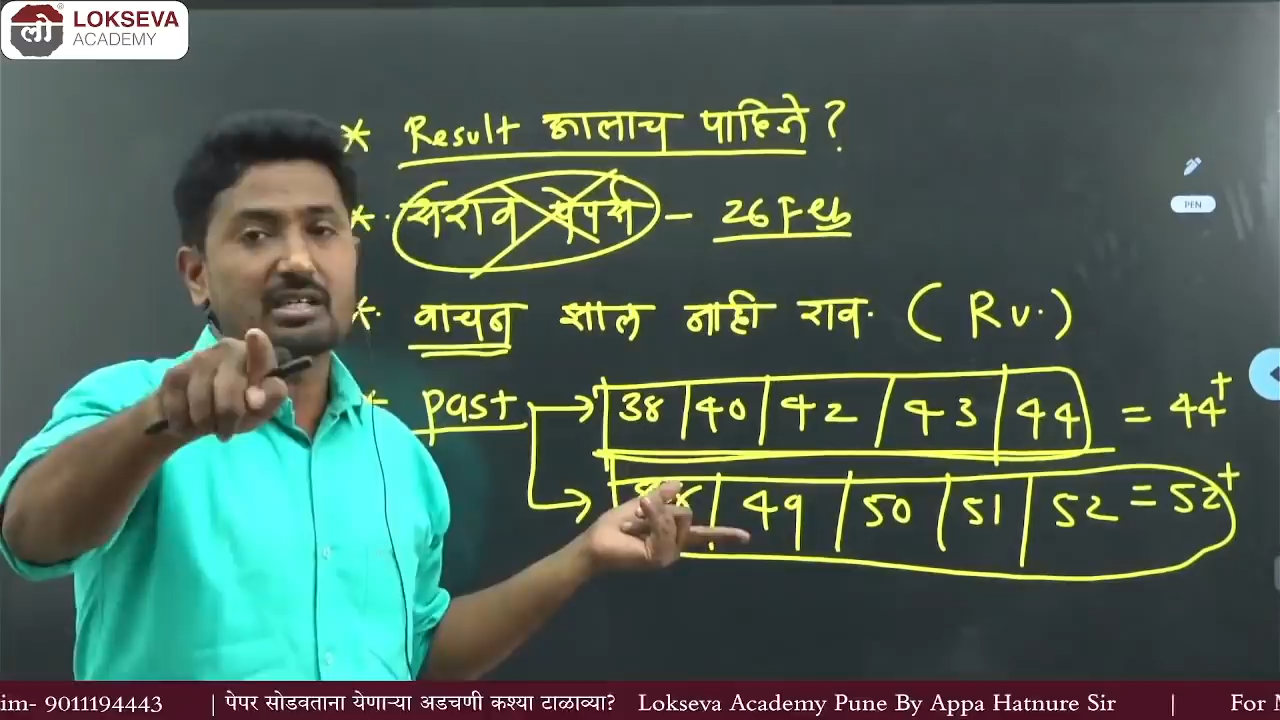 लो
LOKSEVA
ACADEMY
* Result आलाच पाहिजे ?
*. सराव पेपर्स - 26 Feb
PEN
*. वाचन झाल नाही राव. ( Rv. )
past → 38 | 40 | 42 | 43 | 44 = 44+
→ 49 | 50 | 51 | 52 = 52+
im- 9011194443 | पेपर सोडवताना येणाऱ्या अडचणी कश्या टाळाव्या? Lokseva Academy Pune By Appa Hatnure Sir | For